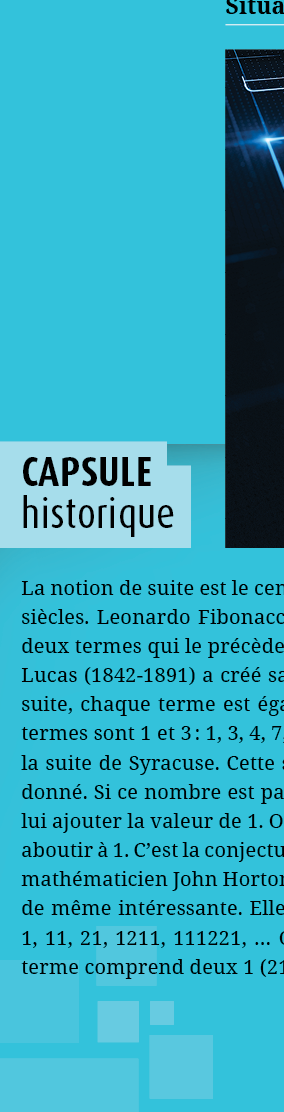 Situa
CAPSULE
historique
La notion de suite est le cen
siècles. Leonardo Fibonacc
deux termes qui le précède
Lucas (1842-1891) a créé sa
suite, chaque terme est éga
termes sont 1 et 3 : 1, 3, 4, 7,
la suite de Syracuse. Cette s
donné. Si ce nombre est pa
lui ajouter la valeur de 1. O
aboutir à 1. C’est la conjectu
mathématicien John Horton
de même intéressante. Elle
1, 11, 21, 1211, 111221, ... C
terme comprend deux 1 (21